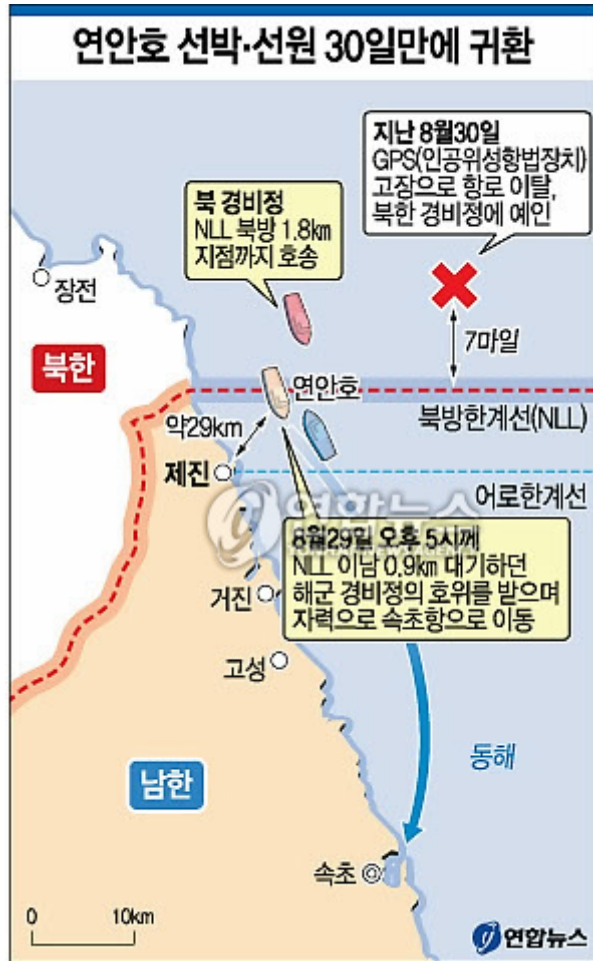 연안호 선박·선원 30일만에 귀환
지난 8월30일
GPS(인공위성항법장치)
고장으로 항로 이탈,
북한 경비정에 예인
북 경비정
NLL 북방 1.8km
지점까지 호송
장전
7마일
북한
연안호
북방한계선(NLL)
약29km
제진
어로한계선
연합뉴스
YONHAP NEWS AGENCY
8월29일 오후 5시께
NLL 이남 0.9km 대기하던
해군 경비정의 호위를 받으며
자력으로 속초항으로 이동
거진
고성
동해
남한
속초
0 10km
연합뉴스